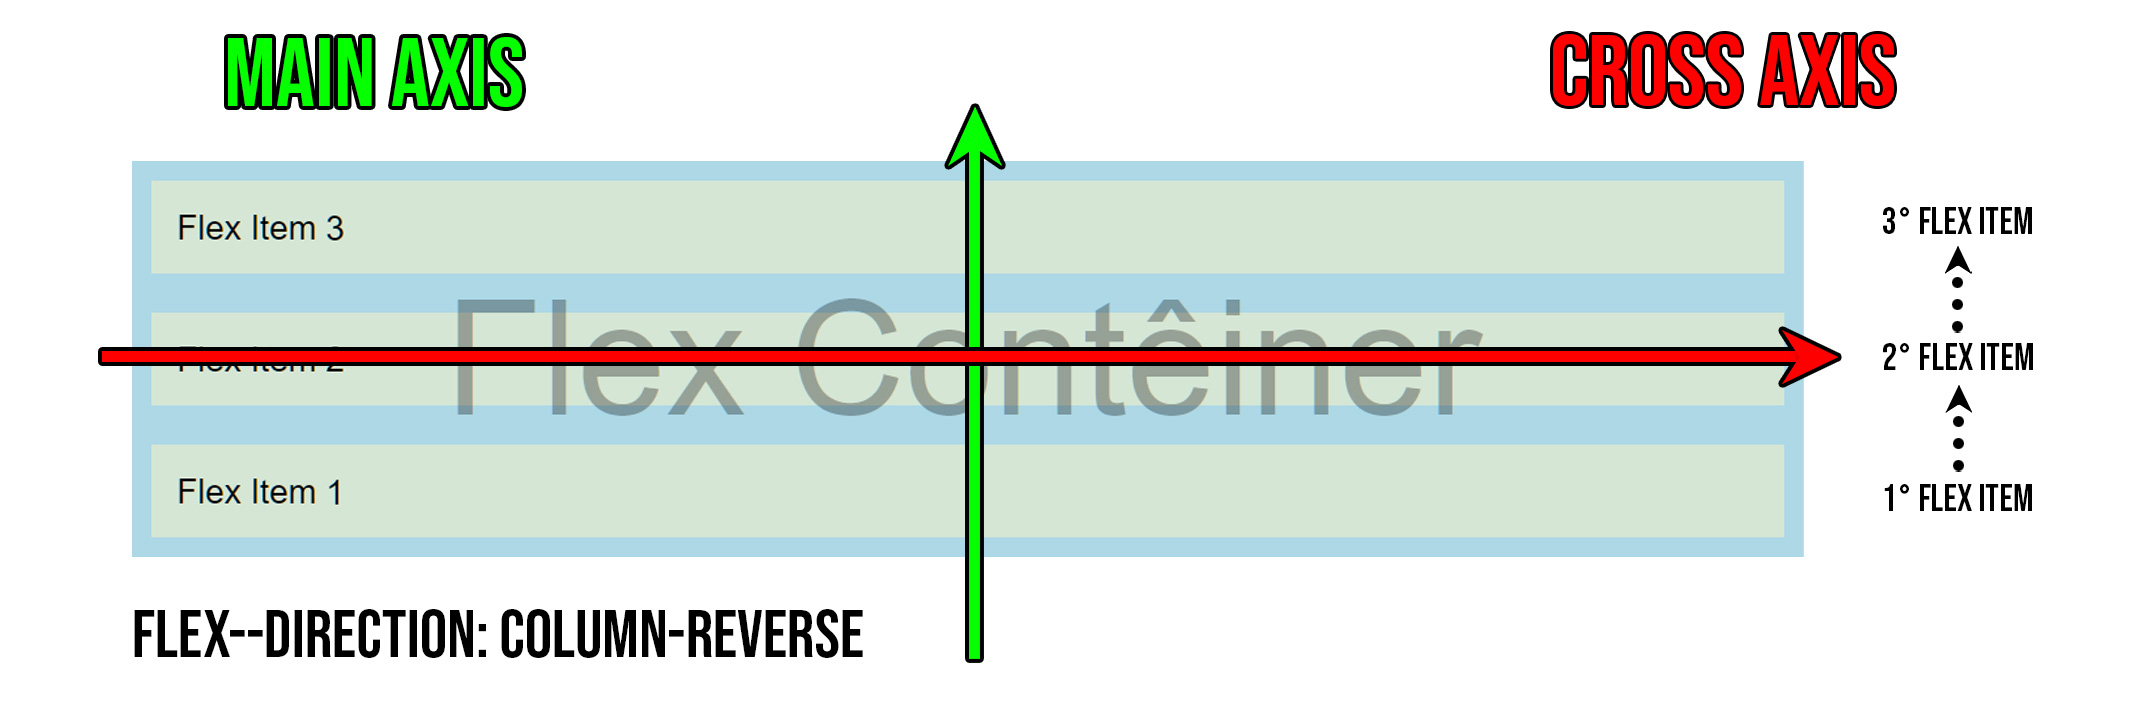 MAIN AXIS
CROSS AXIS
Flex Item 3
3° FLEX ITEM
Flex Contêiner
Flex Item 2
2° FLEX ITEM
Flex Item 1
1° FLEX ITEM
FLEX--DIRECTION: COLUMN-REVERSE